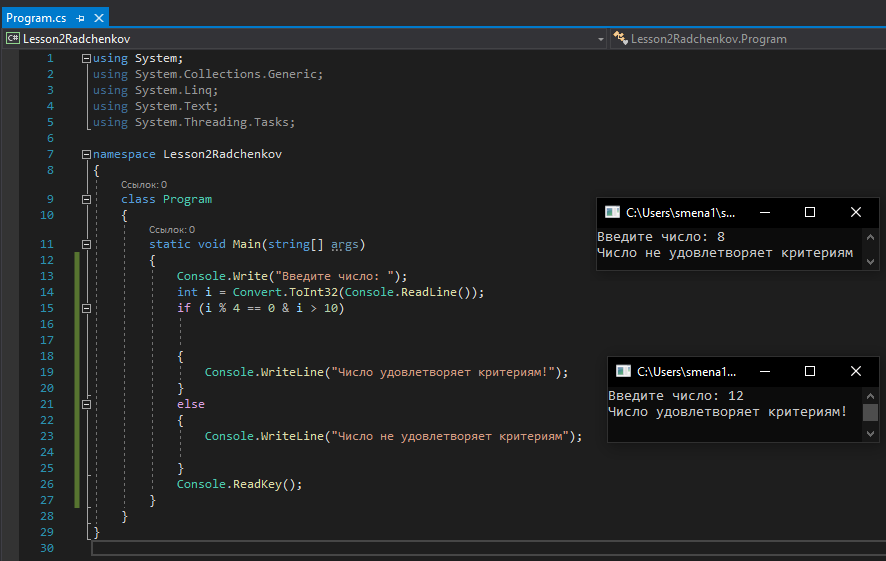 Program.cs
C# Lesson2Radchenkov
Lesson2Radchenkov.Program
1 using System;
2 using System.Collections.Generic;
3 using System.Linq;
4 using System.Text;
5 using System.Threading.Tasks;
6
7 namespace Lesson2Radchenkov
8 {
Ссылок: 0
9 class Program
10 {
Ссылок: 0
11 static void Main(string[] args)
12 {
13 Console.Write("Введите число: ");
14 int i = Convert.ToInt32(Console.ReadLine());
15 if (i % 4 == 0 & i > 10)
16
17
18 {
19 Console.WriteLine("Число удовлетворяет критериям!");
20 }
21 else
22 {
23 Console.WriteLine("Число не удовлетворяет критериям");
24
25 }
26 Console.ReadKey();
27 }
28 }
29 }
30
C:\Users\smena1\s...
Введите число: 8
Число не удовлетворяет критериям
C:\Users\smena1...
Введите число: 12
Число удовлетворяет критериям!